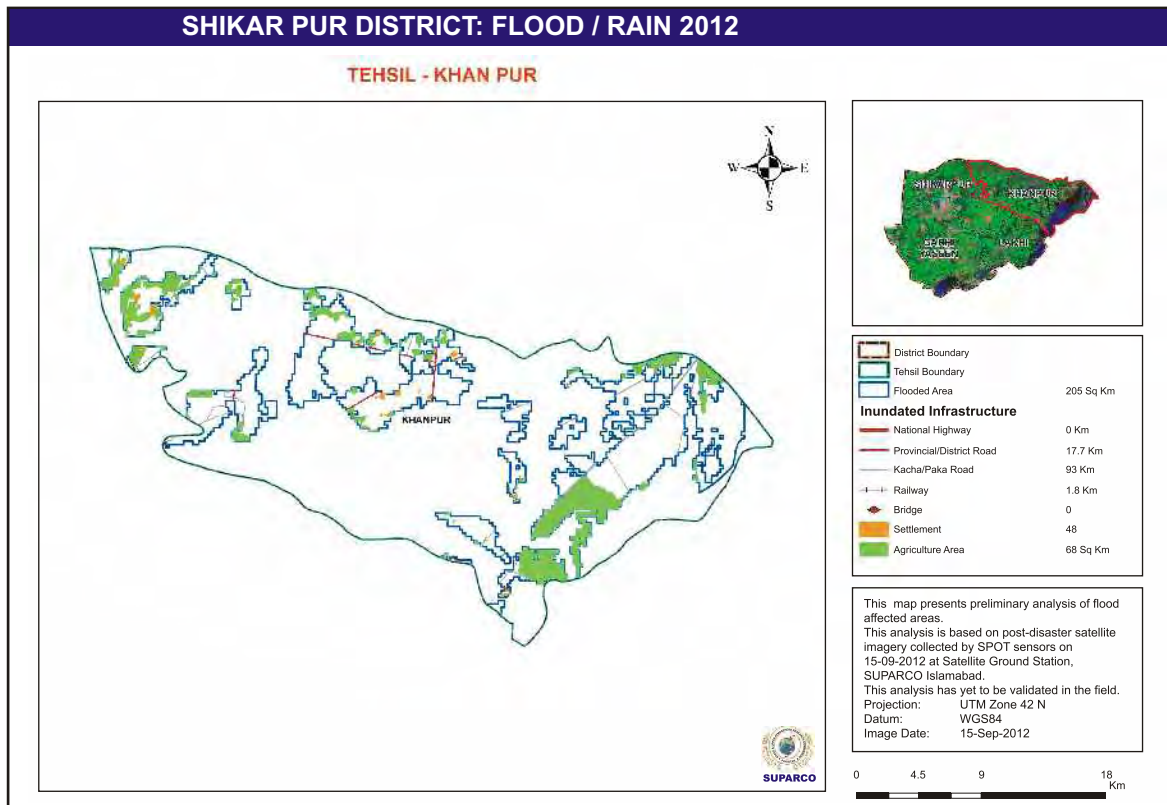 SHIKAR PUR DISTRICT: FLOOD / RAIN 2012
TEHSIL - KHAN PUR
N
W E
S
KHANPUR
SUPARCO
SHIKARPUR
KHANPUR
GARHI
YASEEN
LAKHI
District Boundary
Tehsil Boundary
Flooded Area 205 Sq Km
Inundated Infrastructure
National Highway 0 Km
Provincial/District Road 17.7 Km
Kacha/Paka Road 93 Km
Railway 1.8 Km
Bridge 0
Settlement 48
Agriculture Area 68 Sq Km
This map presents preliminary analysis of flood
affected areas.
This analysis is based on post-disaster satellite
imagery collected by SPOT sensors on
15-09-2012 at Satellite Ground Station,
SUPARCO Islamabad.
This analysis has yet to be validated in the field.
Projection: UTM Zone 42 N
Datum: WGS84
Image Date: 15-Sep-2012
0 4.5 9 18
Km